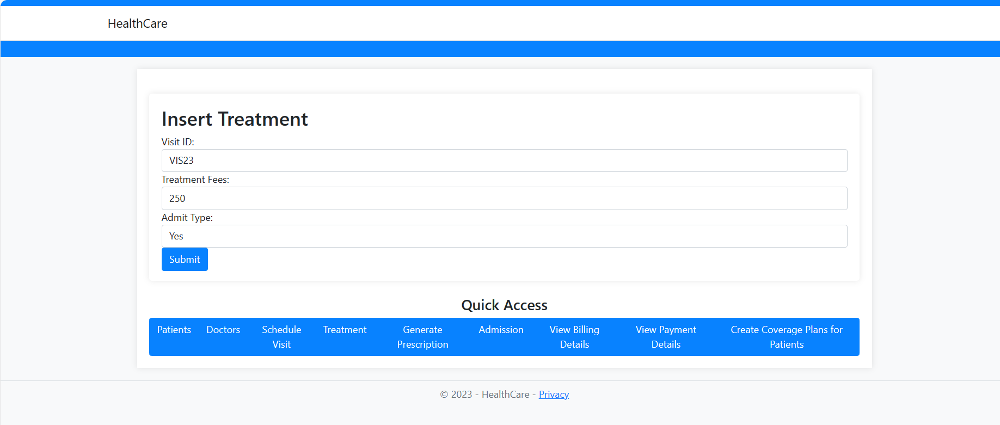 HealthCare
Insert Treatment
Visit ID:
VIS23
Treatment Fees:
250
Admit Type:
Yes
Submit
Quick Access
Patients
Doctors
Schedule
Visit
Treatment
Generate
Prescription
Admission
View Billing
Details
View Payment
Details
Create Coverage Plans for
Patients
© 2023 - HealthCare - Privacy